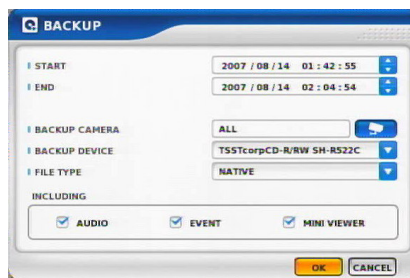 BACKUP
START 2007 / 08 / 14 01 : 42 : 55
END 2007 / 08 / 14 02 : 04 : 54
BACKUP CAMERA ALL
BACKUP DEVICE TSSTcorpCD-R/RW SH-R522C
FILE TYPE NATIVE
INCLUDING
AUDIO EVENT MINI VIEWER
OK CANCEL